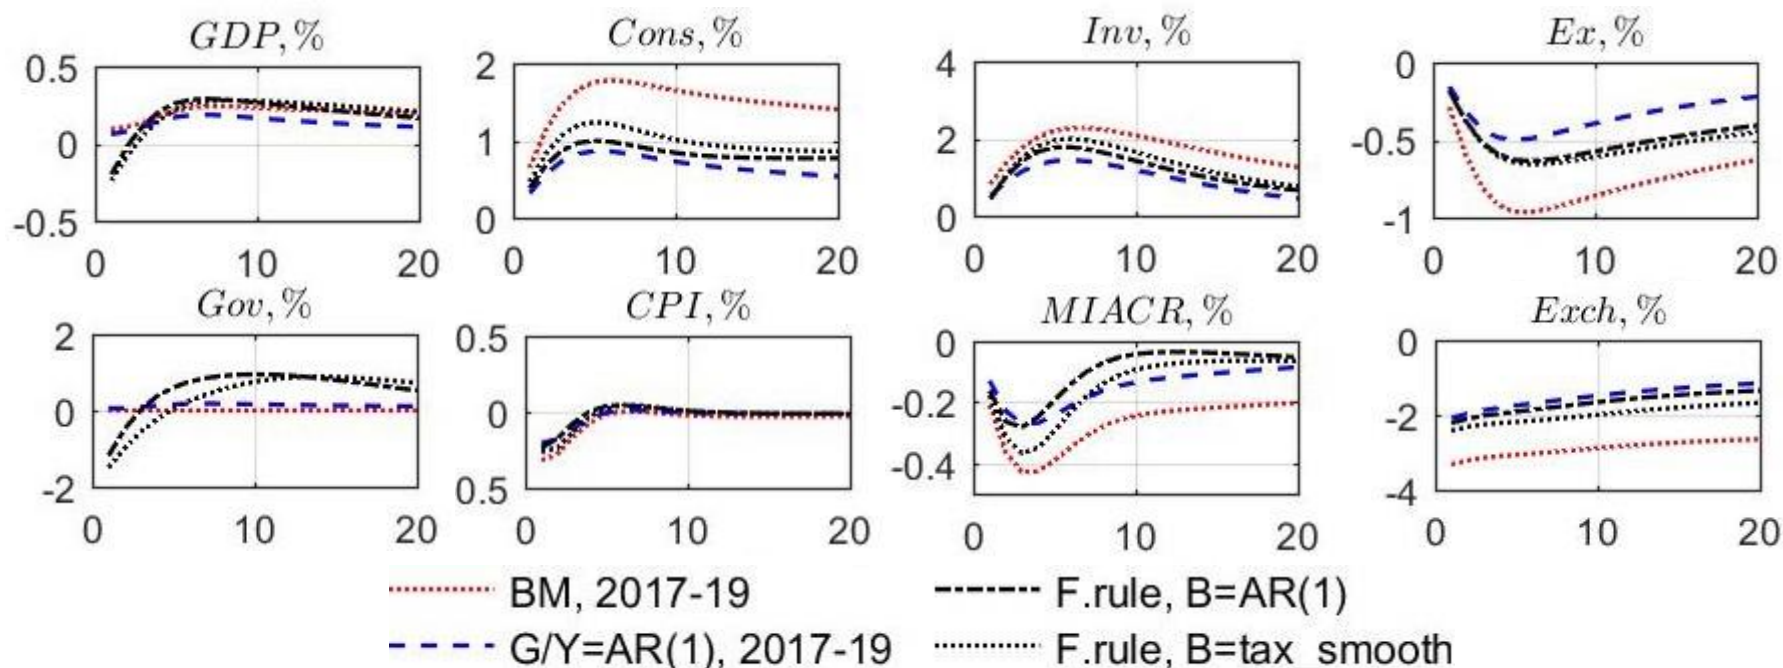 GDP, %
Cons, %
Inv, %
Ex, %
0.5
0
-0.5
0 10 20
2
1
0
0 10 20
4
2
0
0 10 20
0
-0.5
-1
0 10 20
Gov, %
CPI, %
MIACR, %
Exch, %
2
0
-2
0 10 20
0.5
0
0.5
0 10 20
0
-0.2
-0.4
0 10 20
0
-2
-4
0 10 20
BM, 2017-19
F.rule, B=AR(1)
G/Y=AR(1), 2017-19
F.rule, B=tax smooth